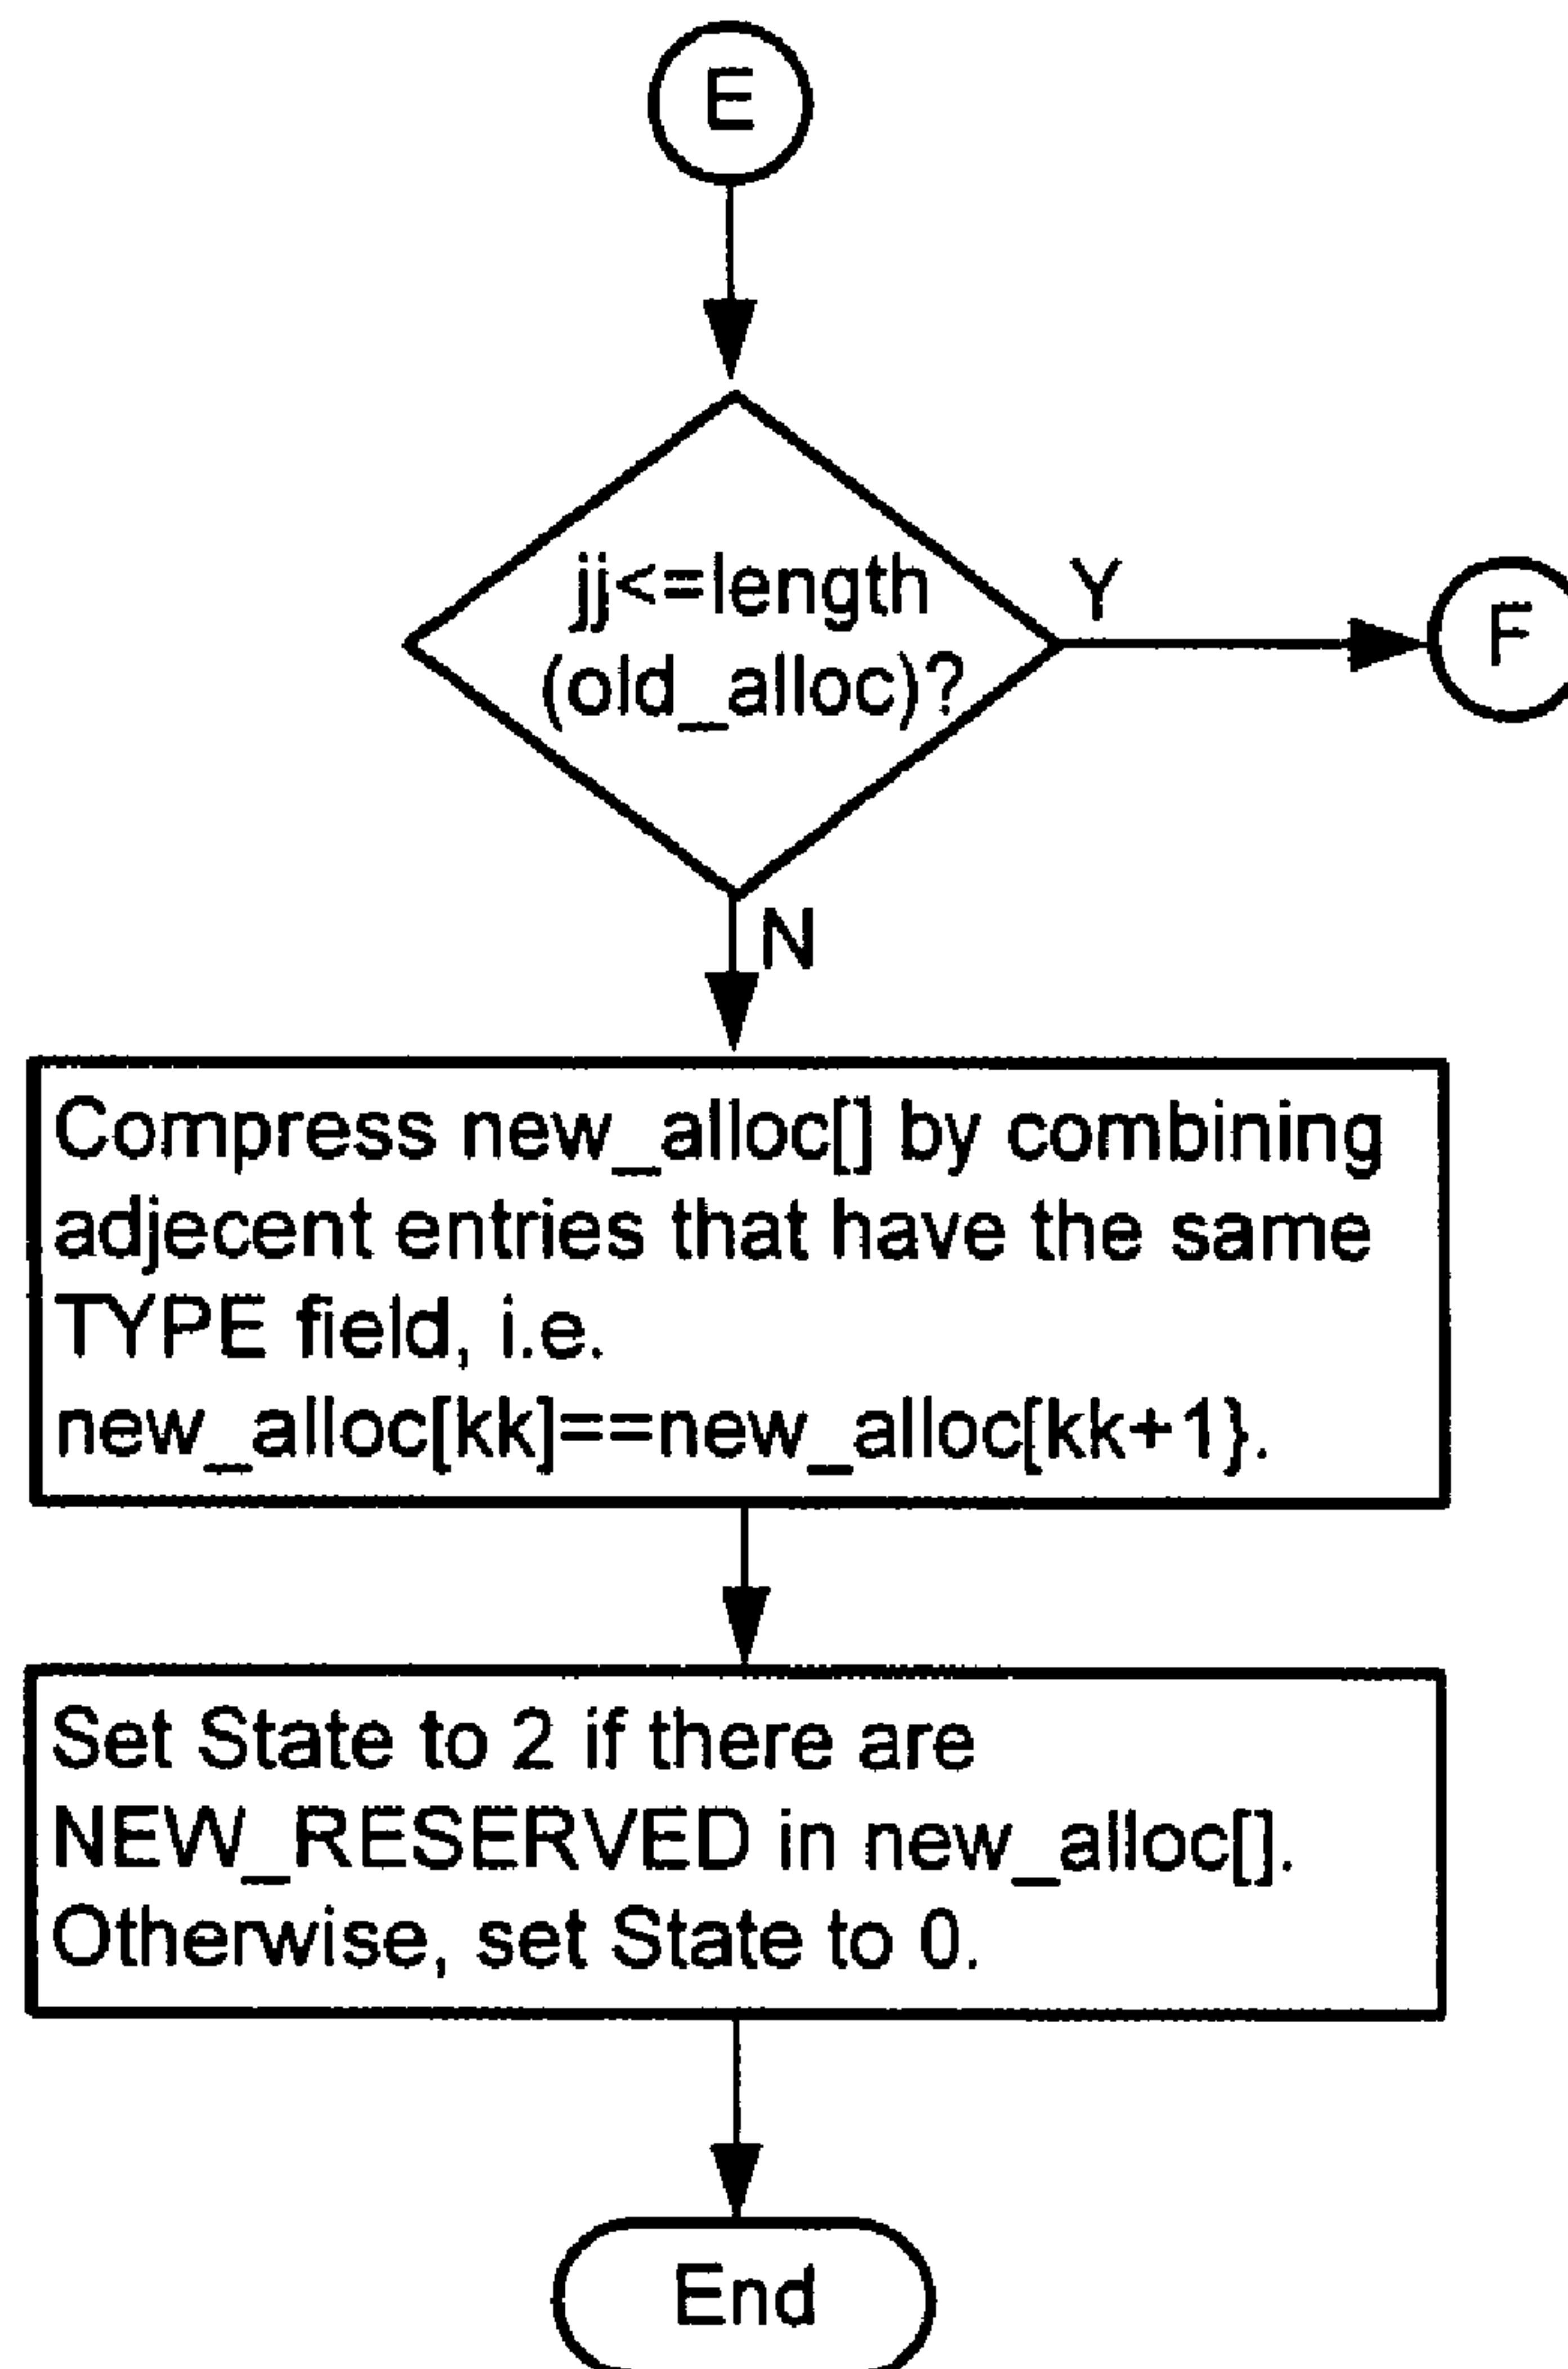 E
jj<=length
(old_alloc)?
Y
F
N
Compress new_alloc[] by combining
adjecent entries that have the same
TYPE field, i.e.
new_alloc[kk]==new_alloc[kk+1}.
Set State to 2 if there are
NEW_RESERVED in new_alloc[].
Otherwise, set State to 0.
End